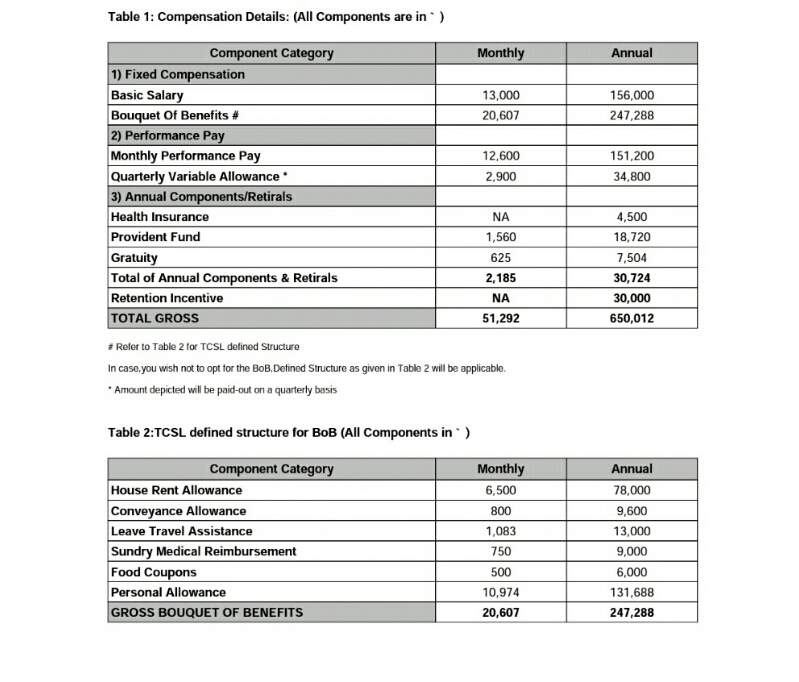 Table 1: Compensation Details: (All Components are in ` )
Component Category Monthly Annual
1) Fixed Compensation
Basic Salary 13,000 156,000
Bouquet Of Benefits # 20,607 247,288
2) Performance Pay
Monthly Performance Pay 12,600 151,200
Quarterly Variable Allowance * 2,900 34,800
3) Annual Components/Retirals
Health Insurance NA 4,500
Provident Fund 1,560 18,720
Gratuity 625 7,504
Total of Annual Components & Retirals 2,185 30,724
Retention Incentive NA 30,000
TOTAL GROSS 51,292 650,012
# Refer to Table 2 for TCSL defined Structure
In case,you wish not to opt for the BoB,Defined Structure as given in Table 2 will be applicable.
* Amount depicted will be paid-out on a quarterly basis
Table 2:TCSL defined structure for BoB (All Components in ` )
Component Category Monthly Annual
House Rent Allowance 6,500 78,000
Conveyance Allowance 800 9,600
Leave Travel Assistance 1,083 13,000
Sundry Medical Reimbursement 750 9,000
Food Coupons 500 6,000
Personal Allowance 10,974 131,688
GROSS BOUQUET OF BENEFITS 20,607 247,288